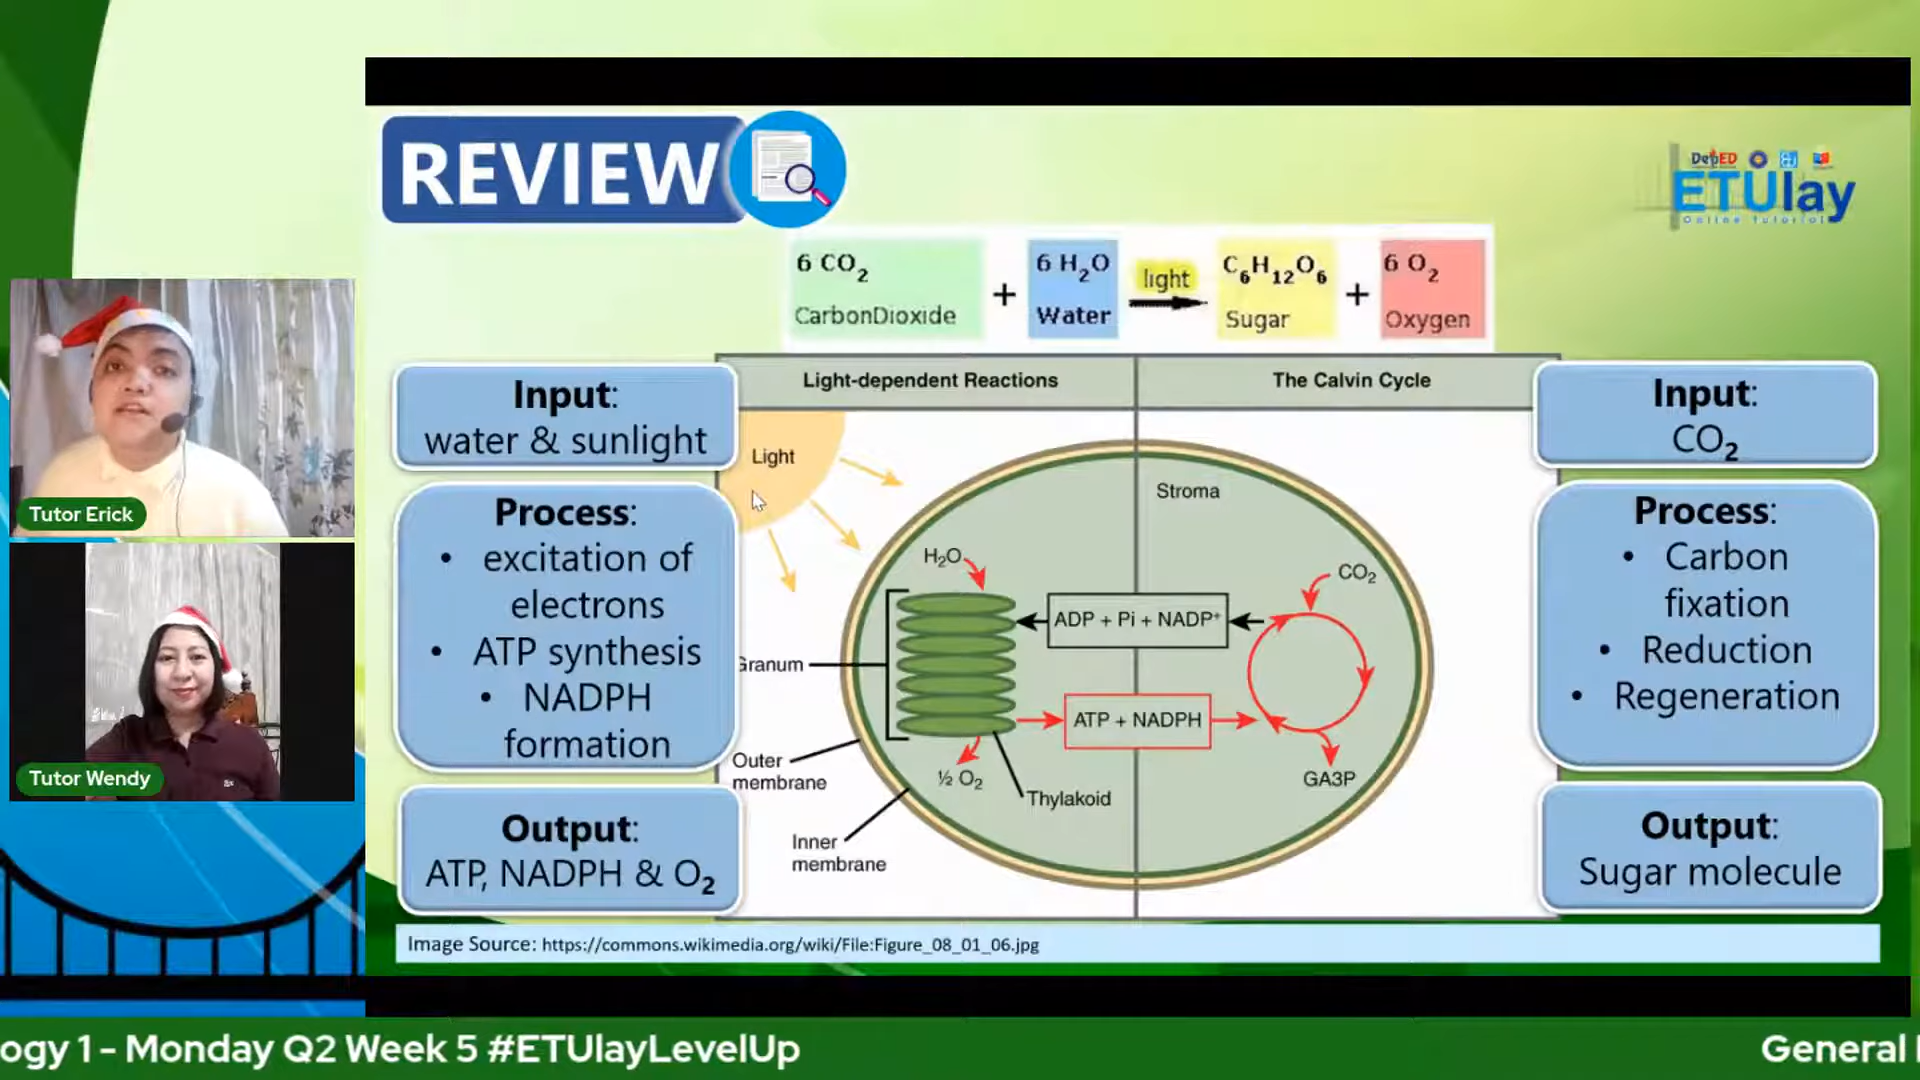 REVIEW
DepED
ETUlay
Online Tutorial
6 CO₂
CarbonDioxide
+
6 H₂O
Water
light
C₆H₁₂O₆
Sugar
+
6 O₂
Oxygen
Input:
water & sunlight
Process:
• excitation of
electrons
• ATP synthesis
• NADPH
formation
Output:
ATP, NADPH & O₂
Light-dependent Reactions
The Calvin Cycle
Light
Stroma
H₂O
CO₂
ADP + Pi + NADP⁺
Granum
ATP + NADPH
Outer
membrane
½ O₂
GA3P
Thylakoid
Inner
membrane
Input:
CO₂
Process:
• Carbon
fixation
• Reduction
• Regeneration
Output:
Sugar molecule
Image Source: https://commons.wikimedia.org/wiki/File:Figure_08_01_06.jpg
Tutor Erick
Tutor Wendy
ogy 1 - Monday Q2 Week 5 #ETUlayLevelUp
General